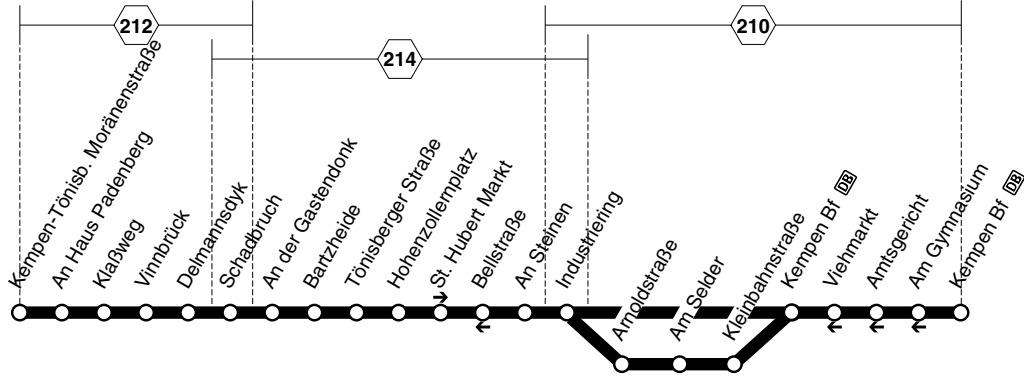 212
210
214
Kempen-Tönisb. Moränenstraße
An Haus Padenberg
Klaßweg
Vinnbrück
Delmannsdyk
Schadbruch
An der Gastendonk
Bartzheide
Tönisberger Straße
Hohenzollernplatz
St. Hubert Markt
Bellstraße
An Steinen
Industriering
Arnoldstraße
Am Selder
Kleinbahnstraße
Kempen Bf DB
Viehmarkt
Amtsgericht
Am Gymnasium
Kempen Bf DB